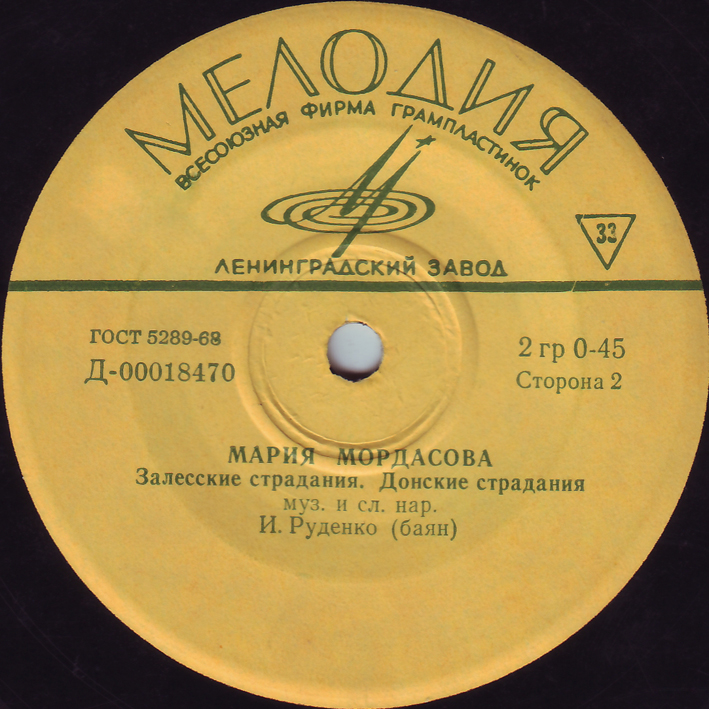 МЕЛОДИЯ
ВСЕСОЮЗНАЯ ФИРМА ГРАМПЛАСТИНОК
33
ЛЕНИНГРАДСКИЙ ЗАВОД
ГОСТ 5289-68
2 гр 0-45
Д-00018470
Сторона 2
МАРИЯ МОРДАСОВА
Залесские страдания. Донские страдания
муз. и сл. нар.
И. Руденко (баян)